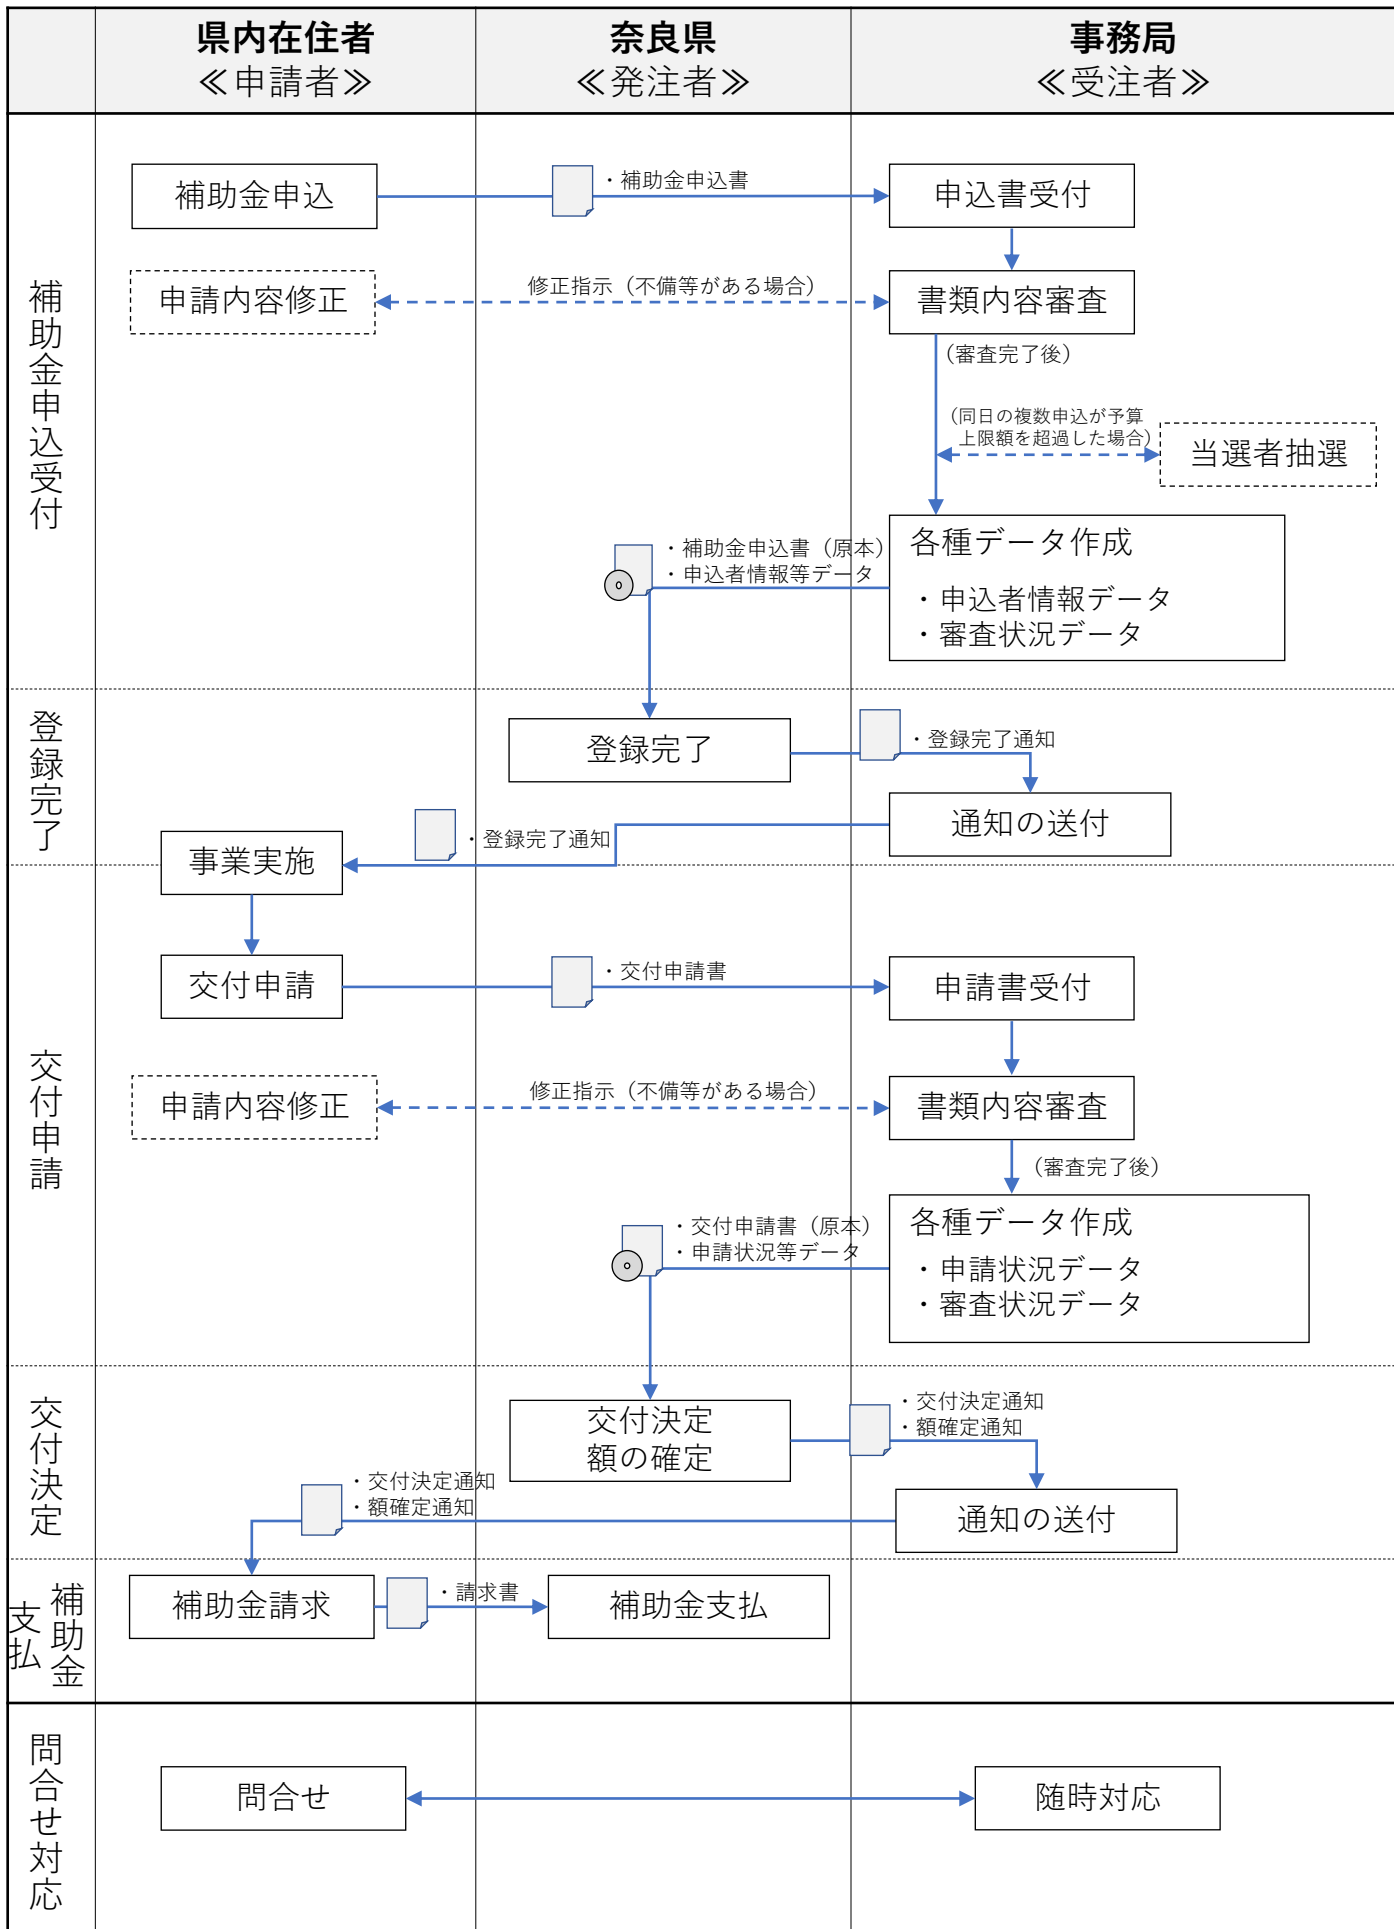 県内在住者
≪申請者≫
奈良県
≪発注者≫
事務局
≪受注者≫
補助金申込受付
補助金申込
・補助金申込書
申込書受付
申請内容修正
修正指示（不備等がある場合）
書類内容審査
（審査完了後）
（同日の複数申込が予算
上限額を超過した場合）
当選者抽選
各種データ作成
・申込者情報データ
・審査状況データ
・補助金申込書（原本）
・申込者情報等データ
登録完了
登録完了
・登録完了通知
通知の送付
・登録完了通知
事業実施
交付申請
交付申請
・交付申請書
申請書受付
申請内容修正
修正指示（不備等がある場合）
書類内容審査
（審査完了後）
各種データ作成
・申請状況データ
・審査状況データ
・交付申請書（原本）
・申請状況等データ
交付決定
交付決定
額の確定
・交付決定通知
・額確定通知
通知の送付
・交付決定通知
・額確定通知
補助金
支払
補助金請求
・請求書
補助金支払
問合せ対応
問合せ
随時対応